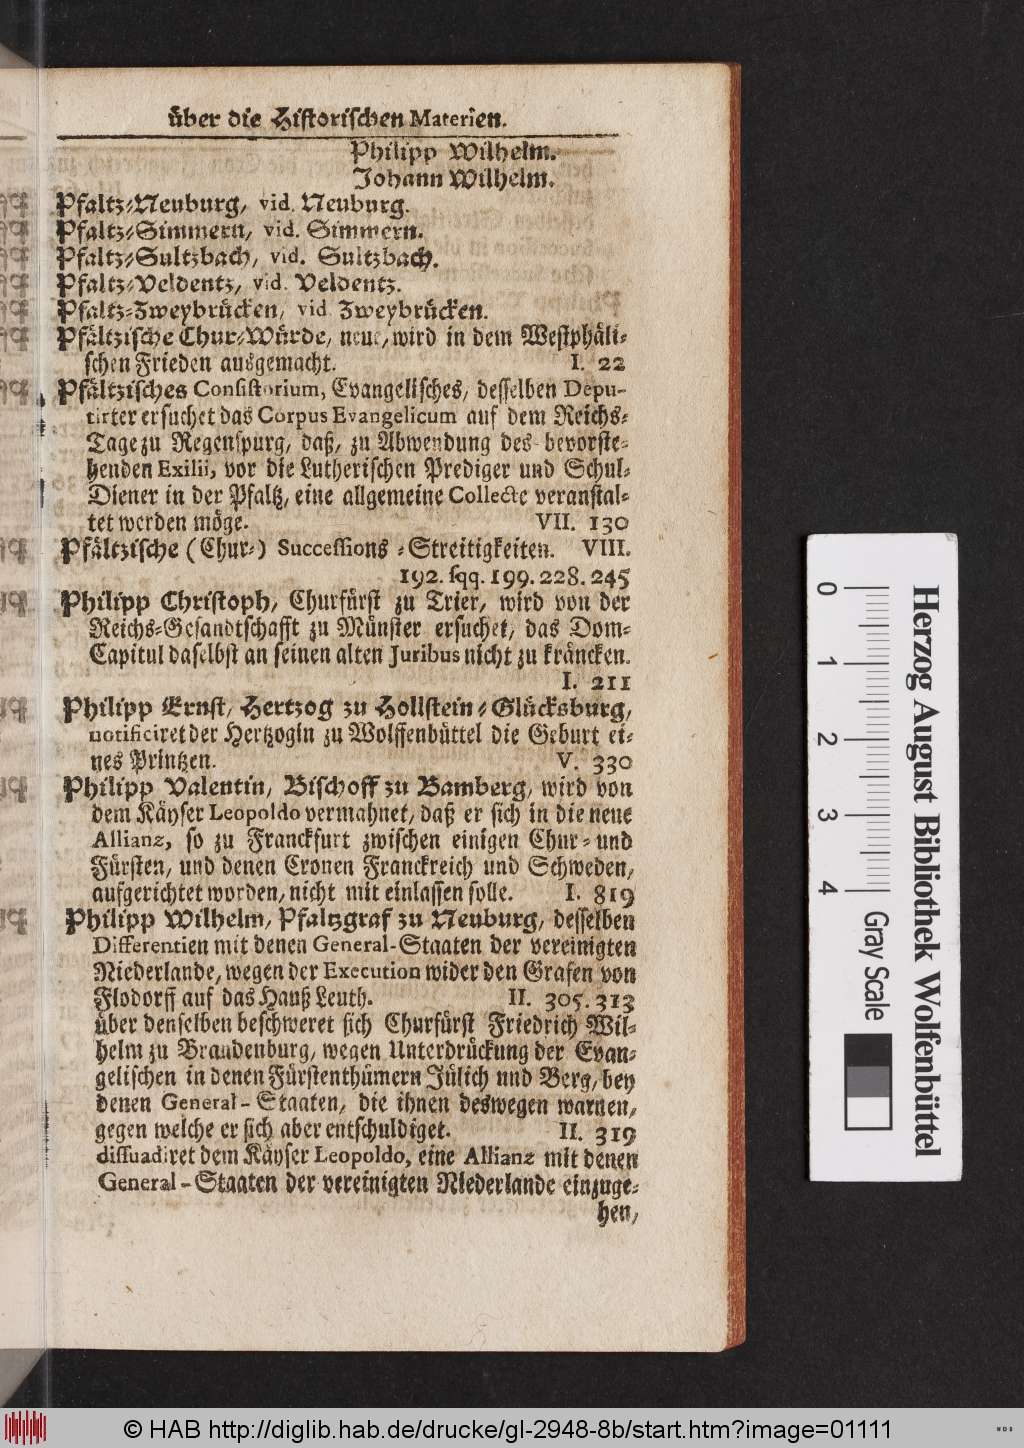 über die Historischen Materien.
Philipp Wilhelm.
Johann Wilhelm.
Pfaltz-Neuburg, vid. Neuburg.
Pfaltz-Simmern, vid. Simmern.
Pfaltz-Sultzbach, vid. Sultzbach.
Pfaltz-Veldentz, vid. Veldentz.
Pfaltz-Zweybrücken, vid Zweybrücken.
Pfältzische Chur-Würde, neue, wird in dem Westphäli-
schen Frieden ausgemacht. I. 22
Pfältzisches Consistorium, Evangelisches, desselben Depu-
tirter ersuchet das Corpus Evangelicum auf dem Reichs-
Tage zu Regenspurg, daß, zu Abwendung des bevorste-
henden Exilii, vor die Lutherischen Prediger und Schul-
Diener in der Pfaltz, eine allgemeine Collecte veranstal-
tet werden möge. VII. 130
Pfältzische (Chur-) Successions-Streitigkeiten. VIII.
192. sqq. 199. 228. 245
Philipp Christoph, Churfürst zu Trier, wird von der
Reichs-Gesandtschafft zu Münster ersuchet, das Dom-
Capitul daselbst an seinen alten Juribus nicht zu kräncken.
I. 211
Philipp Ernst, Hertzog zu Hollstein-Glücksburg,
notificiret der Hertzogin zu Wolffenbüttel die Geburt ei-
nes Printzen. V. 330
Philipp Valentin, Bischoff zu Bamberg, wird von
dem Käyser Leopoldo vermahnet, daß er sich in die neue
Allianz, so zu Franckfurt zwischen einigen Chur- und
Fürsten, und denen Cronen Franckreich und Schweden,
aufgerichtet worden, nicht mit einlassen solle. I. 819
Philipp Wilhelm, Pfaltzgraf zu Neuburg, desselben
Differentien mit denen General-Staaten der vereinigten
Niederlande, wegen der Execution wider den Grafen von
Flodorff auf das Hauß Leuth. II. 305. 313
über denselben beschweret sich Churfürst Friedrich Wil-
helm zu Brandenburg, wegen Unterdrückung der Evan-
gelischen in denen Fürstenthümern Jülich und Berg, bey
denen General-Staaten, die ihnen deswegen warnen,
gegen welche er sich aber entschuldiget. II. 319
dissuadiret dem Käyser Leopoldo, eine Allianz mit denen
General-Staaten der vereinigten Niederlande einzuge-
hen,
0 1 2 3 4
Gray Scale
Herzog August Bibliothek Wolfenbüttel
© HAB http://diglib.hab.de/drucke/gl-2948-8b/start.htm?image=01111